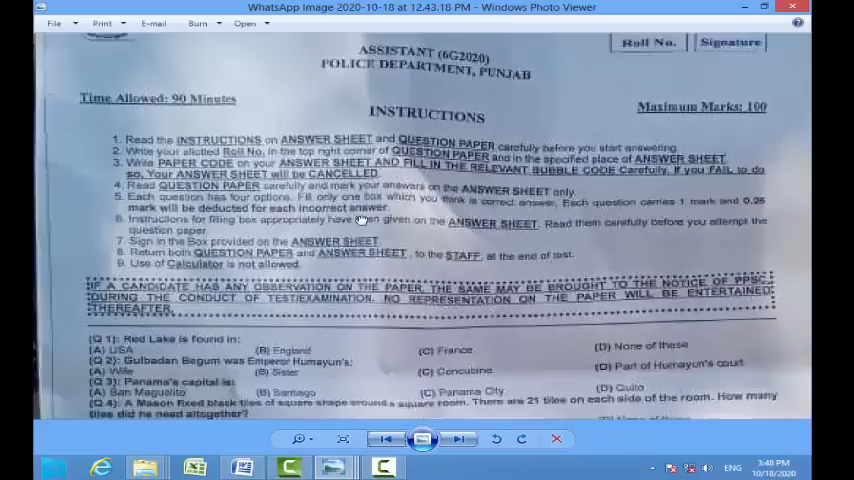 WhatsApp Image 2020-10-18 at 12.43.18 PM - Windows Photo Viewer
File Print E-mail Burn Open
ASSISTANT (6G2020)
POLICE DEPARTMENT, PUNJAB
Roll No. Signature
Time Allowed: 90 Minutes
Maximum Marks: 100
INSTRUCTIONS
1. Read the INSTRUCTIONS on ANSWER SHEET and QUESTION PAPER carefully before you start answering.
2. Write your allotted Roll No. in the top right corner of QUESTION PAPER and in the specified place of ANSWER SHEET.
3. Write PAPER CODE on your ANSWER SHEET AND FILL IN THE RELEVANT BUBBLE CODE Carefully. If you FAIL to do
so, Your ANSWER SHEET will be CANCELLED.
4. Read QUESTION PAPER carefully and mark your answers on the ANSWER SHEET only.
5. Each question has four options. Fill only one box which you think is correct answer. Each question carries 1 mark and 0.25
mark will be deducted for each incorrect answer.
6. Instructions for filling box appropriately have been given on the ANSWER SHEET. Read them carefully before you attempt the
question paper.
7. Sign in the Box provided on the ANSWER SHEET.
8. Return both QUESTION PAPER and ANSWER SHEET, to the STAFF, at the end of test.
9. Use of Calculator is not allowed.
IF A CANDIDATE HAS ANY OBSERVATION ON THE PAPER, THE SAME MAY BE BROUGHT TO THE NOTICE OF PPSC,
DURING THE CONDUCT OF TEST/EXAMINATION. NO REPRESENTATION ON THE PAPER WILL BE ENTERTAINED
THEREAFTER.
(Q 1): Red Lake is found in:
(A) USA (B) England (C) France (D) None of these
(Q 2): Gulbadan Begum was Emperor Humayun's:
(A) Wife (B) Sister (C) Concubine (D) Part of Humayun's court
(Q 3): Panama's capital is:
(A) San Maguelito (B) Santiago (C) Panama City (D) Quito
(Q 4): A Mason fixed black tiles of square shape around a square room. There are 21 tiles on each side of the room. How many
tiles did he need altogether?
ENG
3:48 PM
10/18/2020